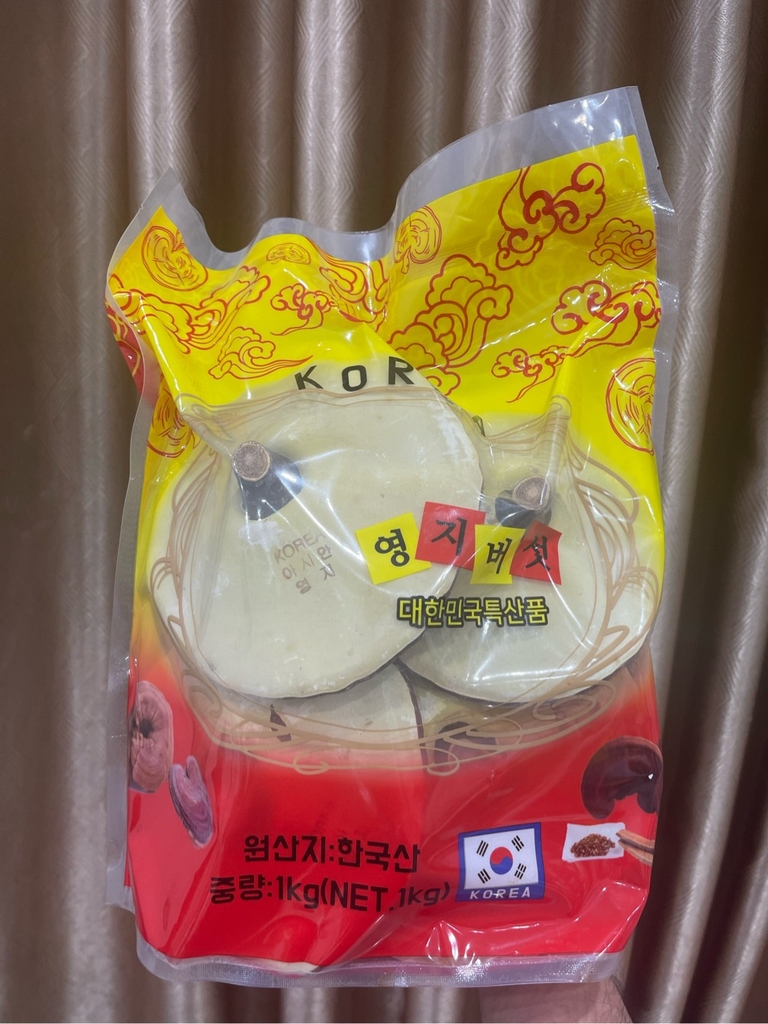 KOR
KOREA
아시안
영지
영지버섯
대한민국특산품
원산지:한국산
중량:1kg(NET.1kg)
KOREA